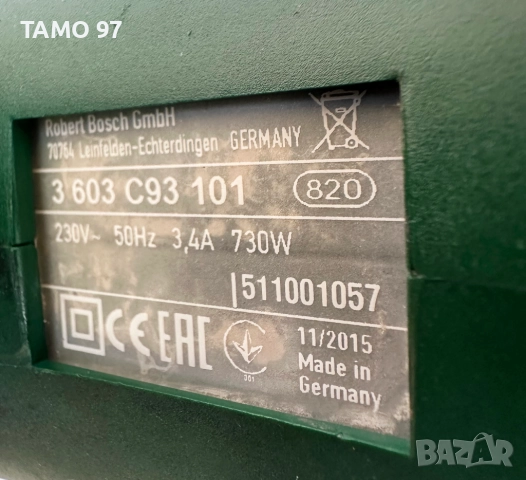 TAMO 97
Robert Bosch GmbH
70764 Leinfelden-Echterdingen GERMANY
3 603 C93 101 820
230V~ 50Hz 3,4A 730W
511001057
CE EAC 001
11/2015
Made in
Germany
BAZAR